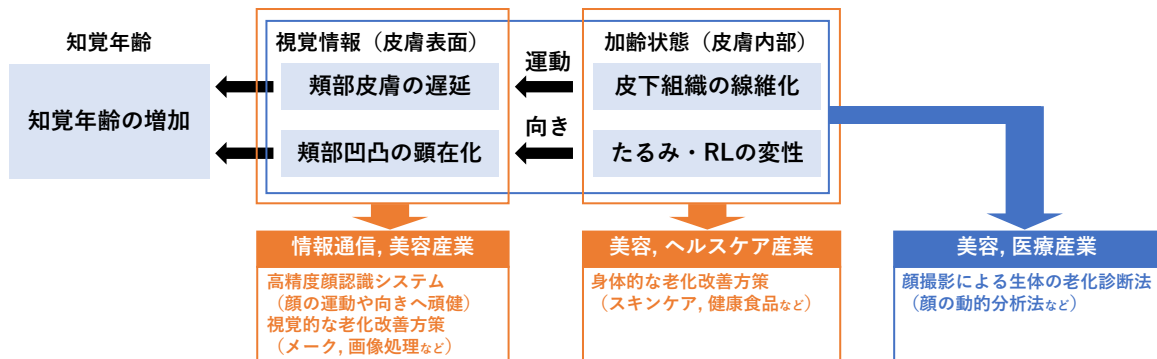 知覚年齢
視覚情報（皮膚表面）
加齢状態（皮膚内部）
運動
頬部皮膚の遅延
皮下組織の線維化
知覚年齢の増加
向き
頬部凹凸の顕在化
たるみ・RLの変性
情報通信, 美容産業
高精度顔認識システム
（顔の運動や向きへ頑健）
視覚的な老化改善方策
（メーク, 画像処理など）
美容, ヘルスケア産業
身体的な老化改善方策
（スキンケア, 健康食品など）
美容, 医療産業
顔撮影による生体の老化診断法
（顔の動的分析法など）